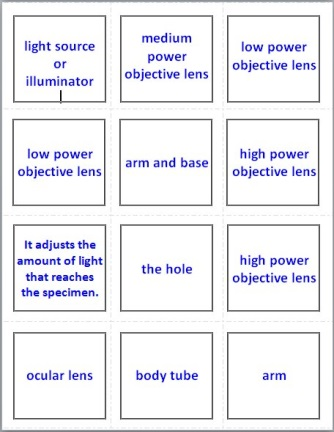 light source
or
illuminator
medium
power
objective lens
low power
objective lens
low power
objective lens
arm and base
high power
objective lens
It adjusts the
amount of light
that reaches
the specimen.
the hole
high power
objective lens
ocular lens
body tube
arm